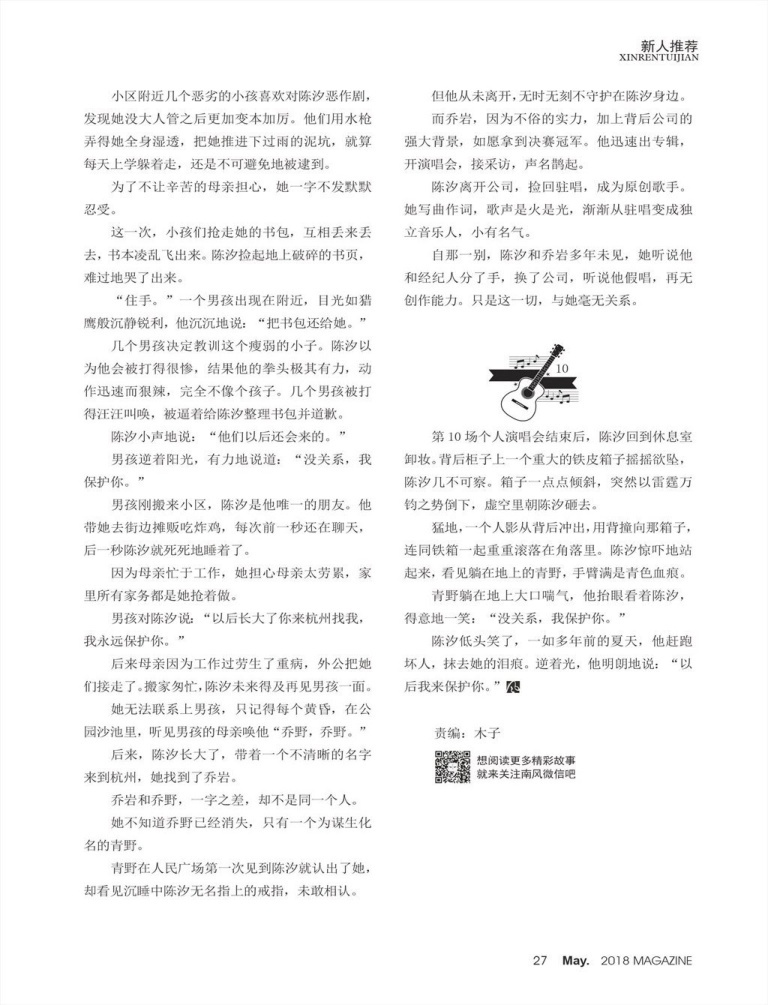 新人推荐
XINRENTUIJIAN
小区附近几个恶劣的小孩喜欢对陈汐恶作剧，
发现她没大人管之后更加变本加厉。他们用水枪
弄得她全身湿透，把她推进下过雨的泥坑，就算
每天上学躲着走，还是不可避免地被逮到。
为了不让辛苦的母亲担心，她一字不发默默
忍受。
这一次，小孩们抢走她的书包，互相丢来丢
去，书本凌乱飞出来。陈汐捡起地上破碎的书页，
难过地哭了出来。
“住手。”一个男孩出现在附近，目光如猎
鹰般沉静锐利，他沉沉地说：“把书包还给她。”
几个男孩决定教训这个瘦弱的小子。陈汐以
为他会被打得很惨，结果他的拳头极其有力，动
作迅速而狠辣，完全不像个孩子。几个男孩被打
得汪汪叫唤，被逼着给陈汐整理书包并道歉。
陈汐小声地说：“他们以后还会来的。”
男孩逆着阳光，有力地说道：“没关系，我
保护你。”
男孩刚搬来小区，陈汐是他唯一的朋友。他
带她去街边摊贩吃炸鸡，每次前一秒还在聊天，
后一秒陈汐就死死地睡着了。
因为母亲忙于工作，她担心母亲太劳累，家
里所有家务都是她抢着做。
男孩对陈汐说：“以后长大了你来杭州找我，
我永远保护你。”
后来母亲因为工作过劳生了重病，外公把她
们接走了。搬家匆忙，陈汐未来得及再见男孩一面。
她无法联系上男孩，只记得每个黄昏，在公
园沙池里，听见男孩的母亲唤他“乔野，乔野。”
后来，陈汐长大了，带着一个不清晰的名字
来到杭州，她找到了乔岩。
乔岩和乔野，一字之差，却不是同一个人。
她不知道乔野已经消失，只有一个为谋生化
名的青野。
青野在人民广场第一次见到陈汐就认出了她，
却看见沉睡中陈汐无名指上的戒指，未敢相认。
但他从未离开，无时无刻不守护在陈汐身边。
而乔岩，因为不俗的实力，加上背后公司的
强大背景，如愿拿到决赛冠军。他迅速出专辑，
开演唱会，接采访，声名鹊起。
陈汐离开公司，捡回驻唱，成为原创歌手。
她写曲作词，歌声是火是光，渐渐从驻唱变成独
立音乐人，小有名气。
自那一别，陈汐和乔岩多年未见，她听说他
和经纪人分了手，换了公司，听说他假唱，再无
创作能力。只是这一切，与她毫无关系。
10
第 10 场个人演唱会结束后，陈汐回到休息室
卸妆。背后柜子上一个重大的铁皮箱子摇摇欲坠，
陈汐几不可察。箱子一点点倾斜，突然以雷霆万
钧之势倒下，虚空里朝陈汐砸去。
猛地，一个人影从背后冲出，用背撞向那箱子，
连同铁箱一起重重滚落在角落里。陈汐惊吓地站
起来，看见躺在地上的青野，手臂满是青色血痕。
青野躺在地上大口喘气，他抬眼看着陈汐，
得意地一笑：“没关系，我保护你。”
陈汐低头笑了，一如多年前的夏天，他赶跑
坏人，抹去她的泪痕。逆着光，他明朗地说：“以
后我来保护你。”
责编：木子
想阅读更多精彩故事
就来关注南风微信吧
27 May. 2018 MAGAZINE